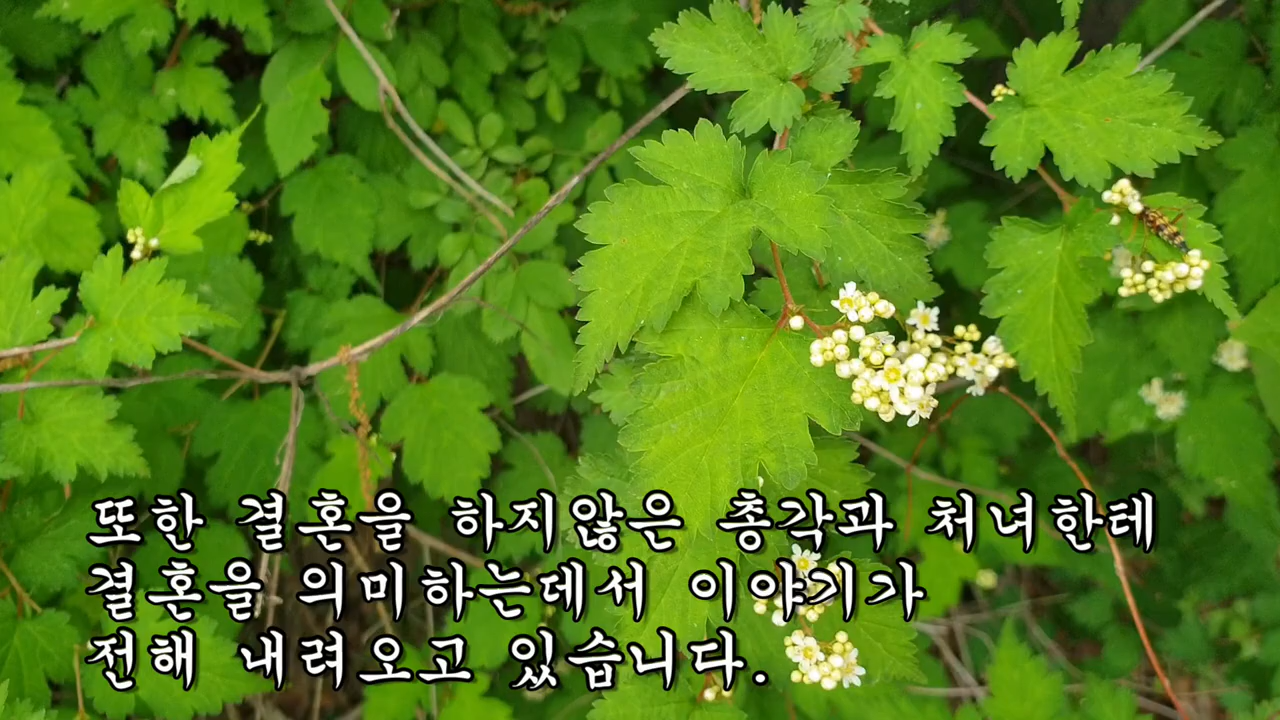 또한 결혼을 하지않은 총각과 처녀한테
결혼을 의미하는데서 이야기가
전해 내려오고 있습니다.